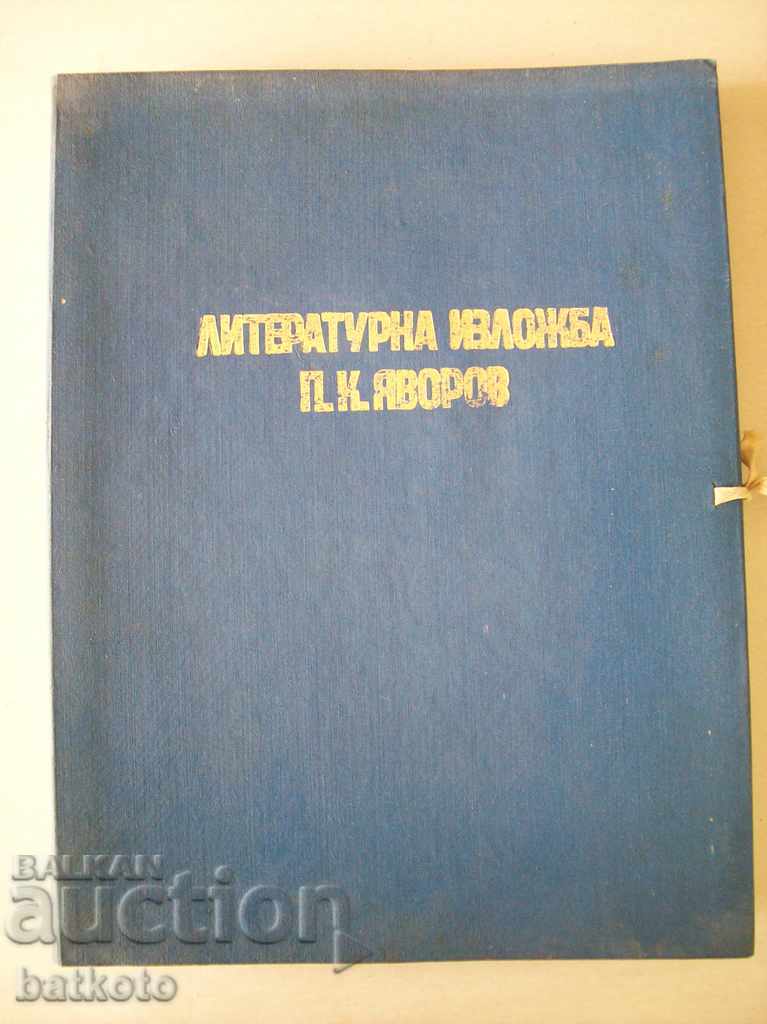 ЛИТЕРАТУРНА ИЗЛОЖБА
П. К. ЯВОРОВ
BALKAN
auction
batkoto